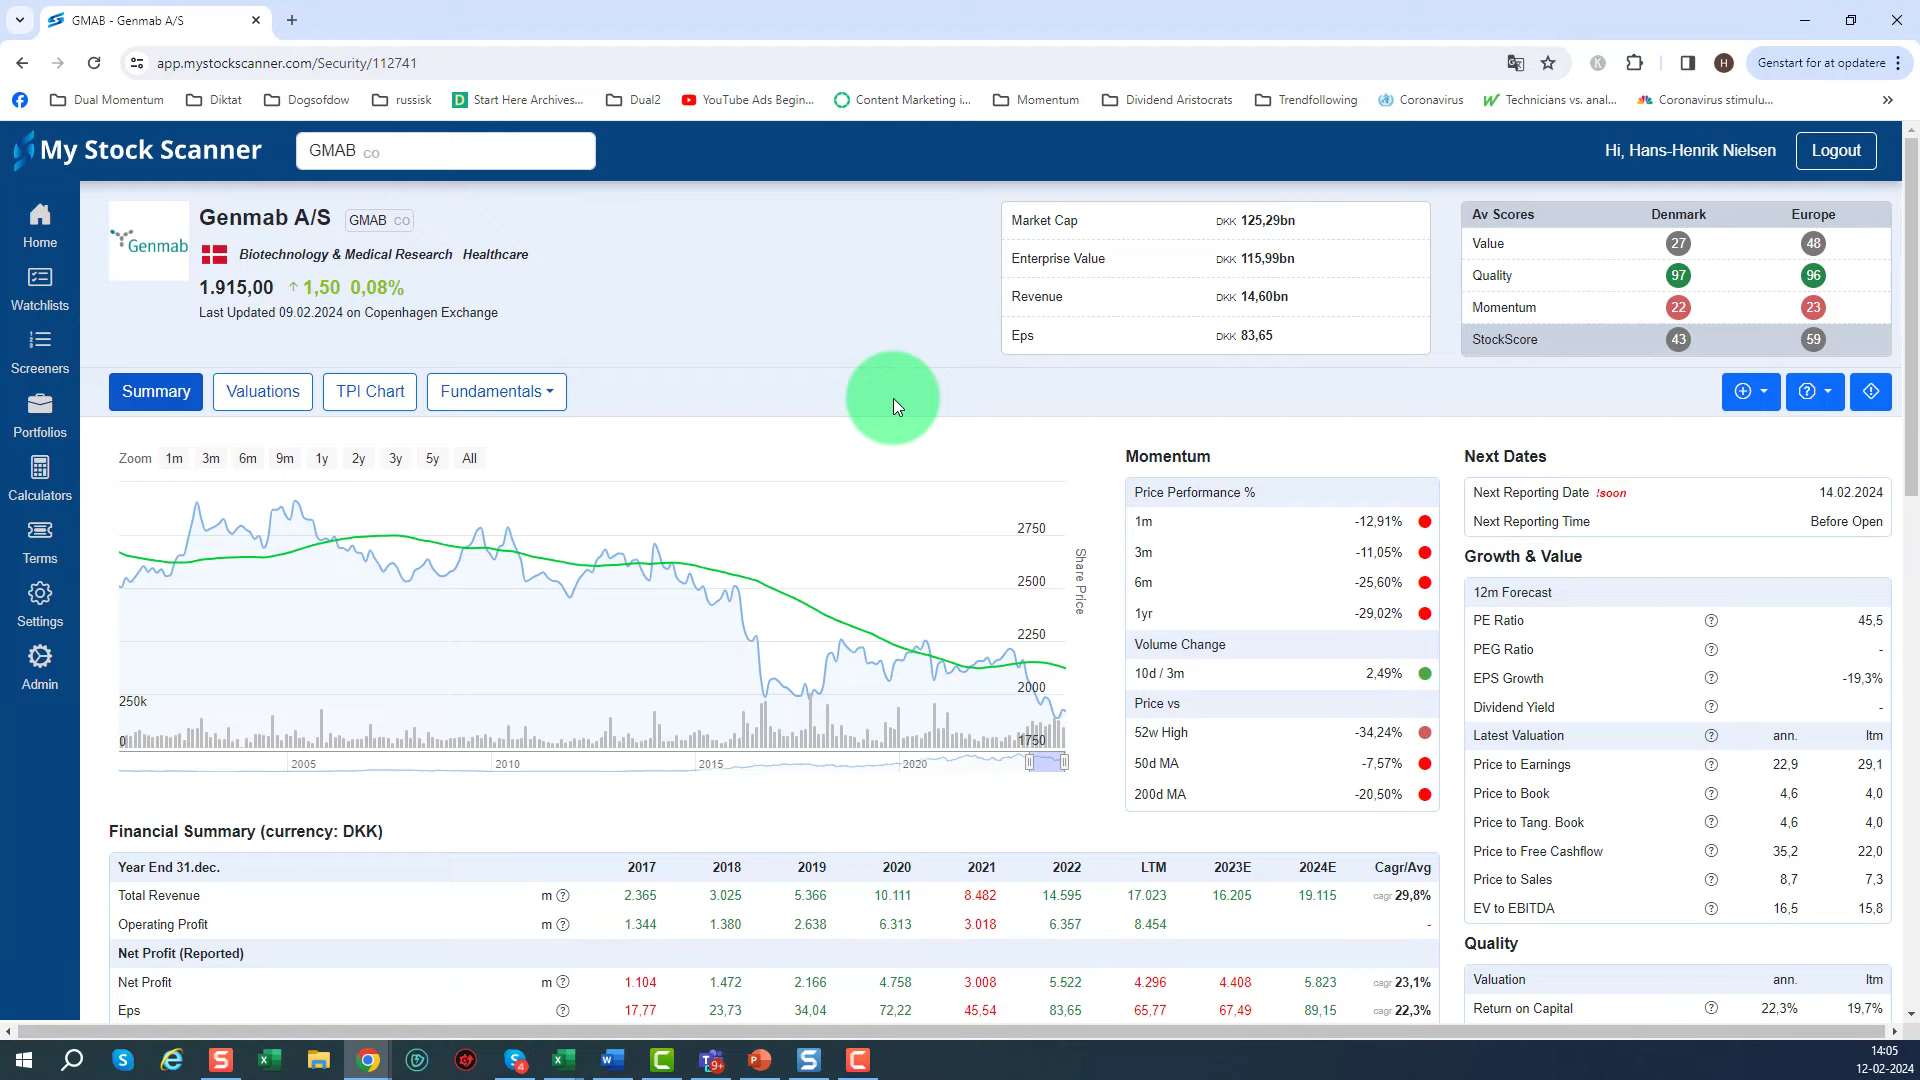 GMAB - Genmab A/S
app.mystockscanner.com/Security/112741
Genstart for at opdatere
Dual Momentum Diktat Dogsofdow russisk Start Here Archives... Dual2 YouTube Ads Begin... Content Marketing i... Momentum Dividend Aristocrats Trendfollowing Coronavirus Technicians vs. anal... Coronavirus stimulu... »
My Stock Scanner GMAB CO Hi, Hans-Henrik Nielsen Logout
Home
Watchlists
Screeners
Portfolios
Calculators
Terms
Settings
Admin
Genmab
Genmab A/S GMAB CO
Biotechnology & Medical Research Healthcare
1.915,00 ↑ 1,50 0,08%
Last Updated 09.02.2024 on Copenhagen Exchange
Market Cap DKK 125,29bn
Enterprise Value DKK 115,99bn
Revenue DKK 14,60bn
Eps DKK 83,65
Av Scores Denmark Europe
Value 27 48
Quality 97 96
Momentum 22 23
StockScore 43 59
Summary Valuations TPI Chart Fundamentals
Zoom 1m 3m 6m 9m 1y 2y 3y 5y All
2750
2500
2250
2000
1750
Share Price
250k
0
2005 2010 2015 2020
Momentum
Price Performance %
1m -12,91%
3m -11,05%
6m -25,60%
1yr -29,02%
Volume Change
10d / 3m 2,49%
Price vs
52w High -34,24%
50d MA -7,57%
200d MA -20,50%
Next Dates
Next Reporting Date !soon 14.02.2024
Next Reporting Time Before Open
Growth & Value
12m Forecast
PE Ratio 45,5
PEG Ratio -
EPS Growth -19,3%
Dividend Yield -
Latest Valuation ann. ltm
Price to Earnings 22,9 29,1
Price to Book 4,6 4,0
Price to Tang. Book 4,6 4,0
Price to Free Cashflow 35,2 22,0
Price to Sales 8,7 7,3
EV to EBITDA 16,5 15,8
Quality
Valuation ann. ltm
Return on Capital 22,3% 19,7%
Financial Summary (currency: DKK)
Year End 31.dec. 2017 2018 2019 2020 2021 2022 LTM 2023E 2024E Cagr/Avg
Total Revenue m 2.365 3.025 5.366 10.111 8.482 14.595 17.023 16.205 19.115 cagr 29,8%
Operating Profit m 1.344 1.380 2.638 6.313 3.018 6.357 8.454 -
Net Profit (Reported)
Net Profit m 1.104 1.472 2.166 4.758 3.008 5.522 4.296 4.408 5.823 cagr 23,1%
Eps 17,77 23,73 34,04 72,22 45,54 83,65 65,77 67,49 89,15 cagr 22,3%
14:05
12-02-2024